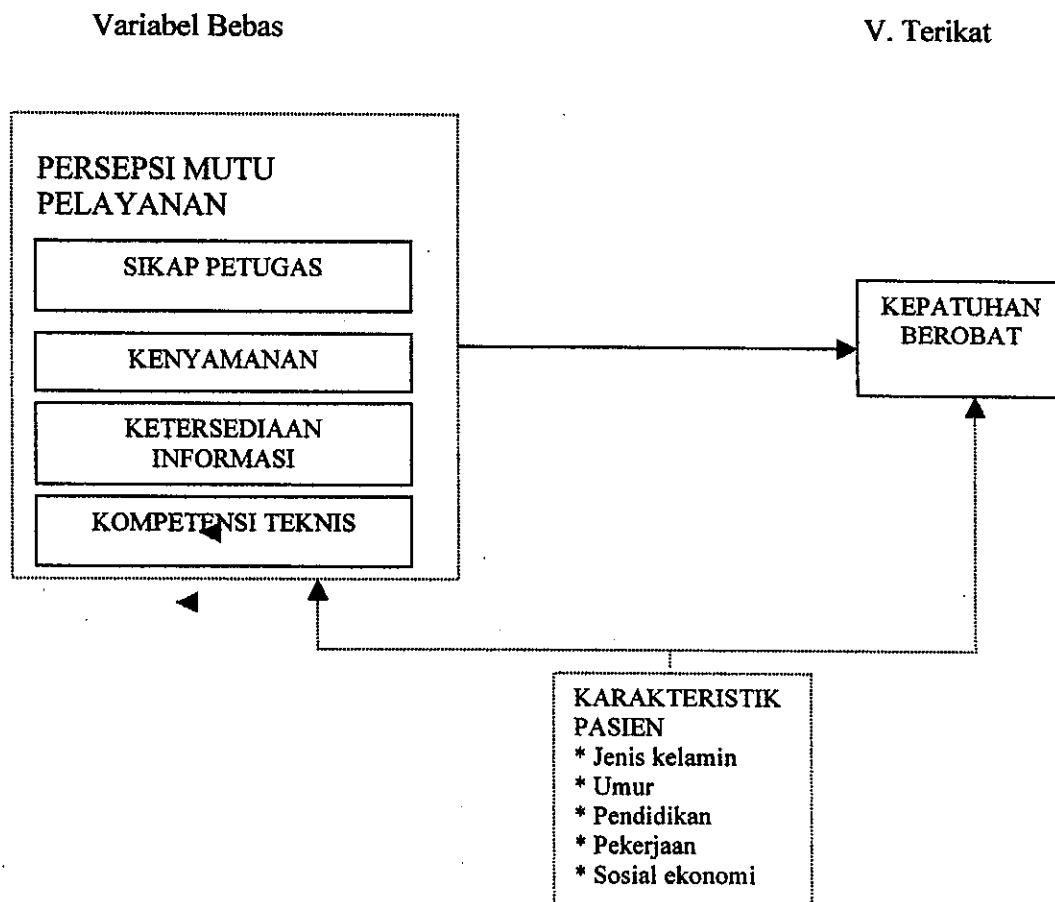 Variabel Bebas
V. Terikat
PERSEPSI MUTU
PELAYANAN
SIKAP PETUGAS
KENYAMANAN
KETERSEDIAAN
INFORMASI
KOMPETENSI TEKNIS
KEPATUHAN
BEROBAT
KARAKTERISTIK
PASIEN
* Jenis kelamin
* Umur
* Pendidikan
* Pekerjaan
* Sosial ekonomi